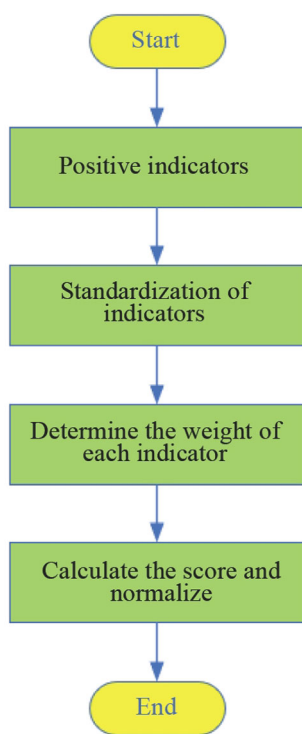 Start
Positive indicators
Standardization of
indicators
Determine the weight of
each indicator
Calculate the score and
normalize
End